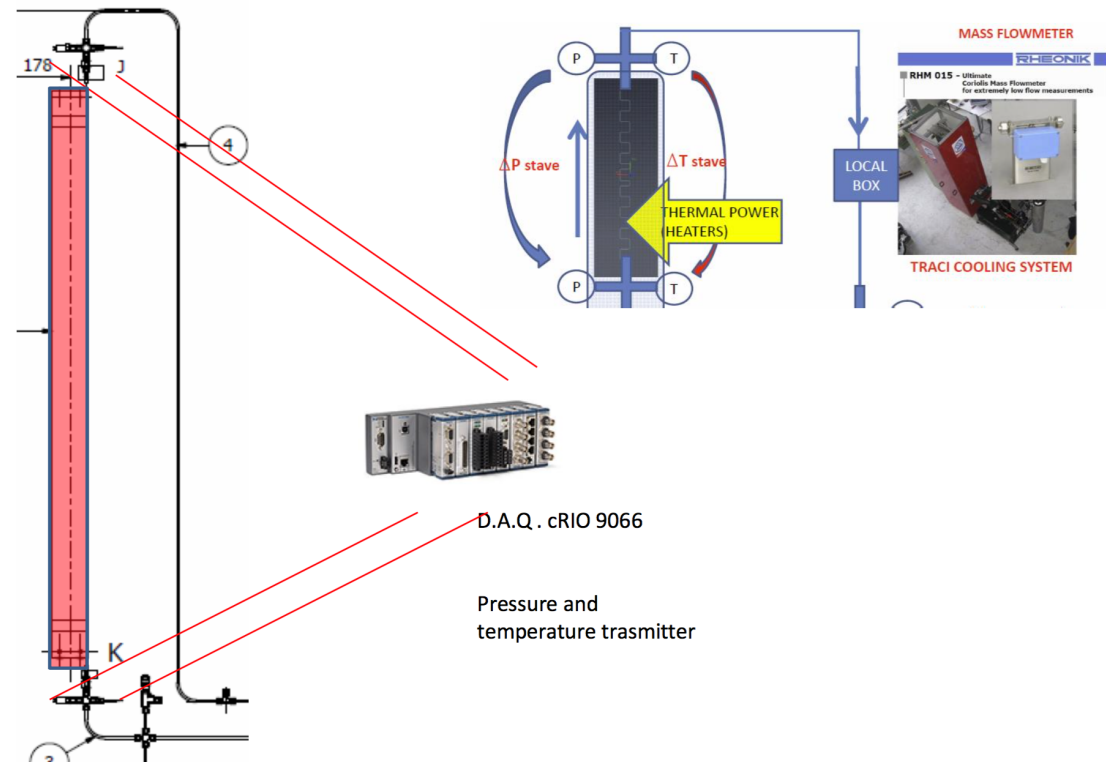 178
J
4
K
3
P
T
ΔP stave
ΔT stave
THERMAL POWER
(HEATERS)
P
T
LOCAL
BOX
MASS FLOWMETER
RHEONIK
RHM 015 - Ultimate
Coriolis Mass Flowmeter
for extremely low flow measurements
TRACI COOLING SYSTEM
D.A.Q . cRIO 9066
Pressure and
temperature trasmitter